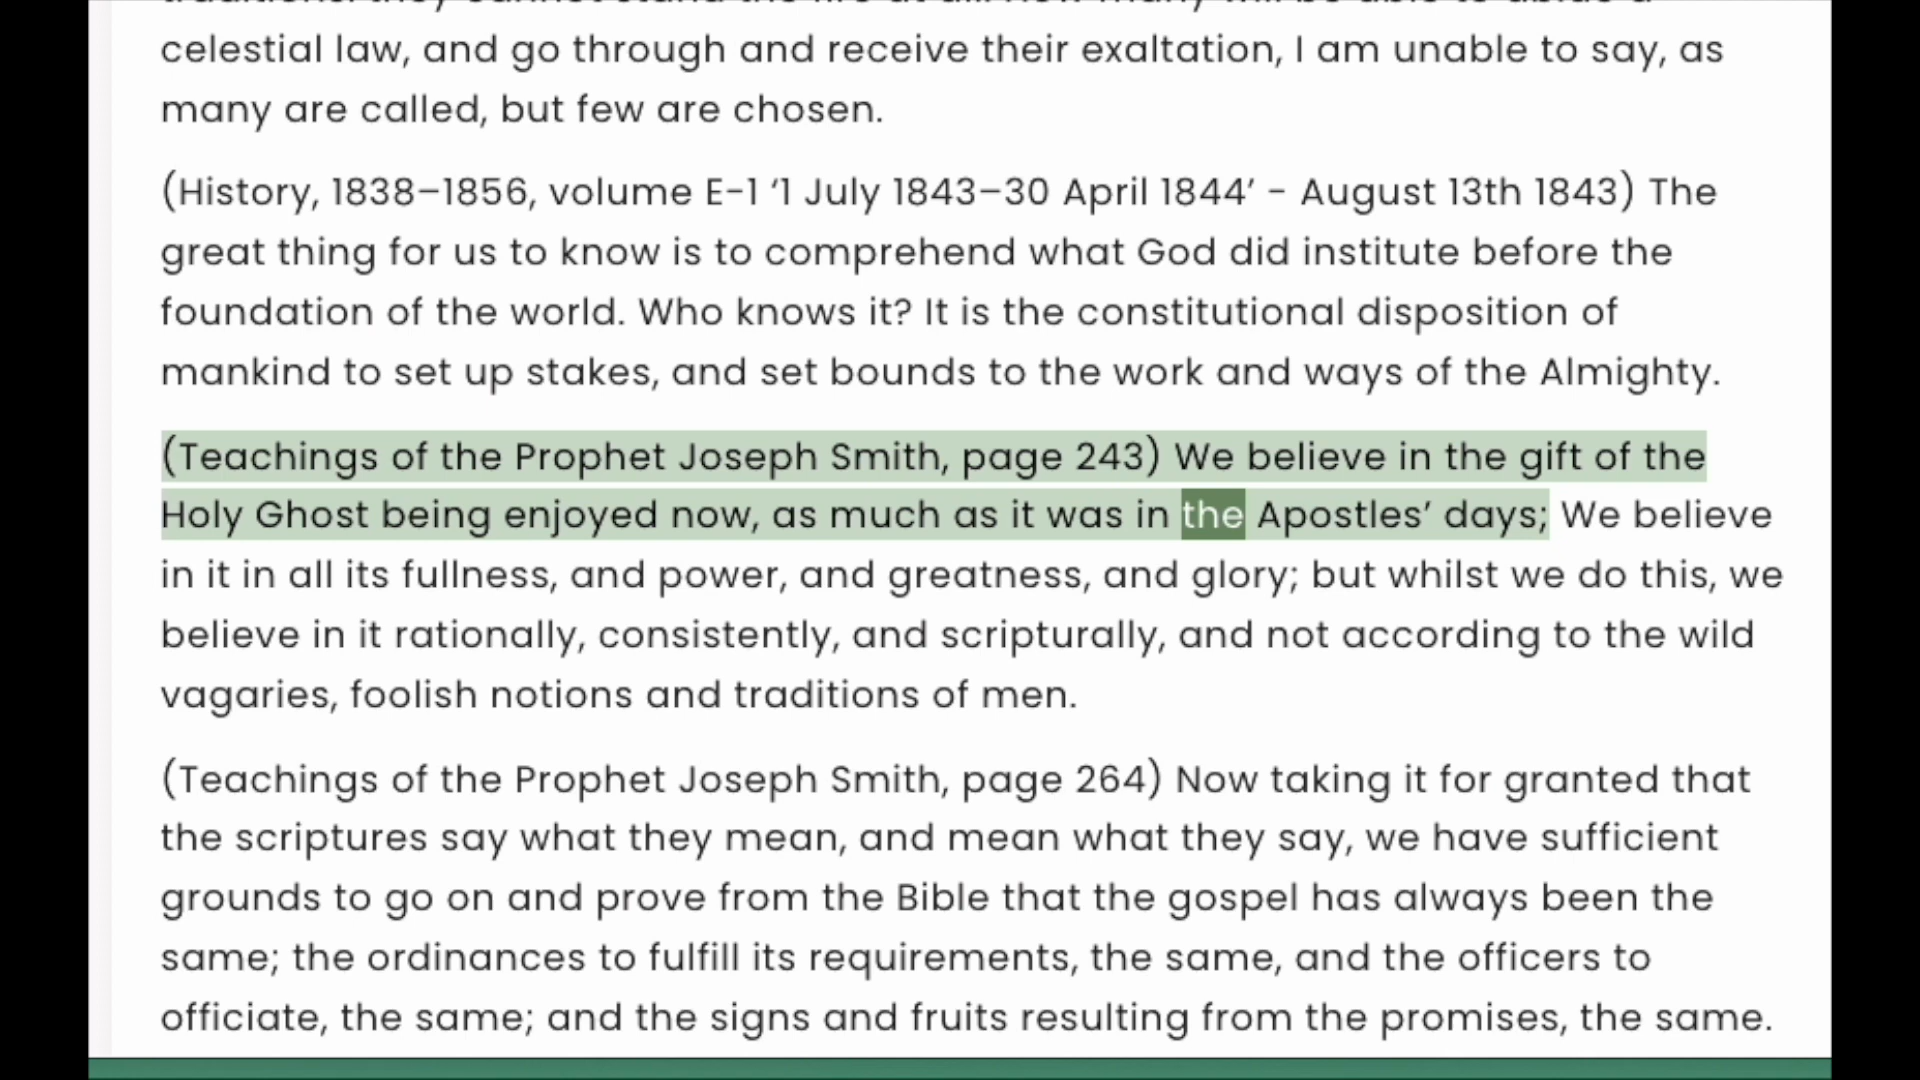 celestial law, and go through and receive their exaltation, I am unable to say, as
many are called, but few are chosen.
(History, 1838–1856, volume E-1 ‘1 July 1843–30 April 1844’ - August 13th 1843) The
great thing for us to know is to comprehend what God did institute before the
foundation of the world. Who knows it? It is the constitutional disposition of
mankind to set up stakes, and set bounds to the work and ways of the Almighty.
(Teachings of the Prophet Joseph Smith, page 243) We believe in the gift of the
Holy Ghost being enjoyed now, as much as it was in the Apostles’ days; We believe
in it in all its fullness, and power, and greatness, and glory; but whilst we do this, we
believe in it rationally, consistently, and scripturally, and not according to the wild
vagaries, foolish notions and traditions of men.
(Teachings of the Prophet Joseph Smith, page 264) Now taking it for granted that
the scriptures say what they mean, and mean what they say, we have sufficient
grounds to go on and prove from the Bible that the gospel has always been the
same; the ordinances to fulfill its requirements, the same, and the officers to
officiate, the same; and the signs and fruits resulting from the promises, the same.